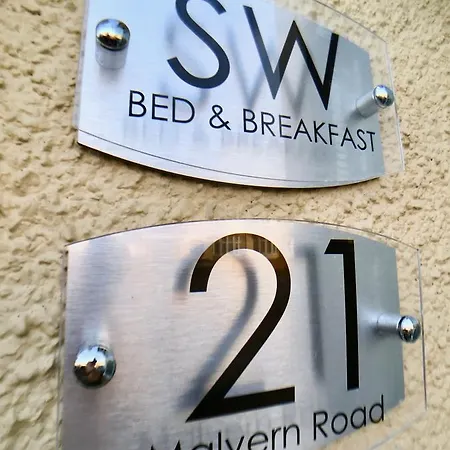 SW
BED & BREAKFAST
21
Malvern Road